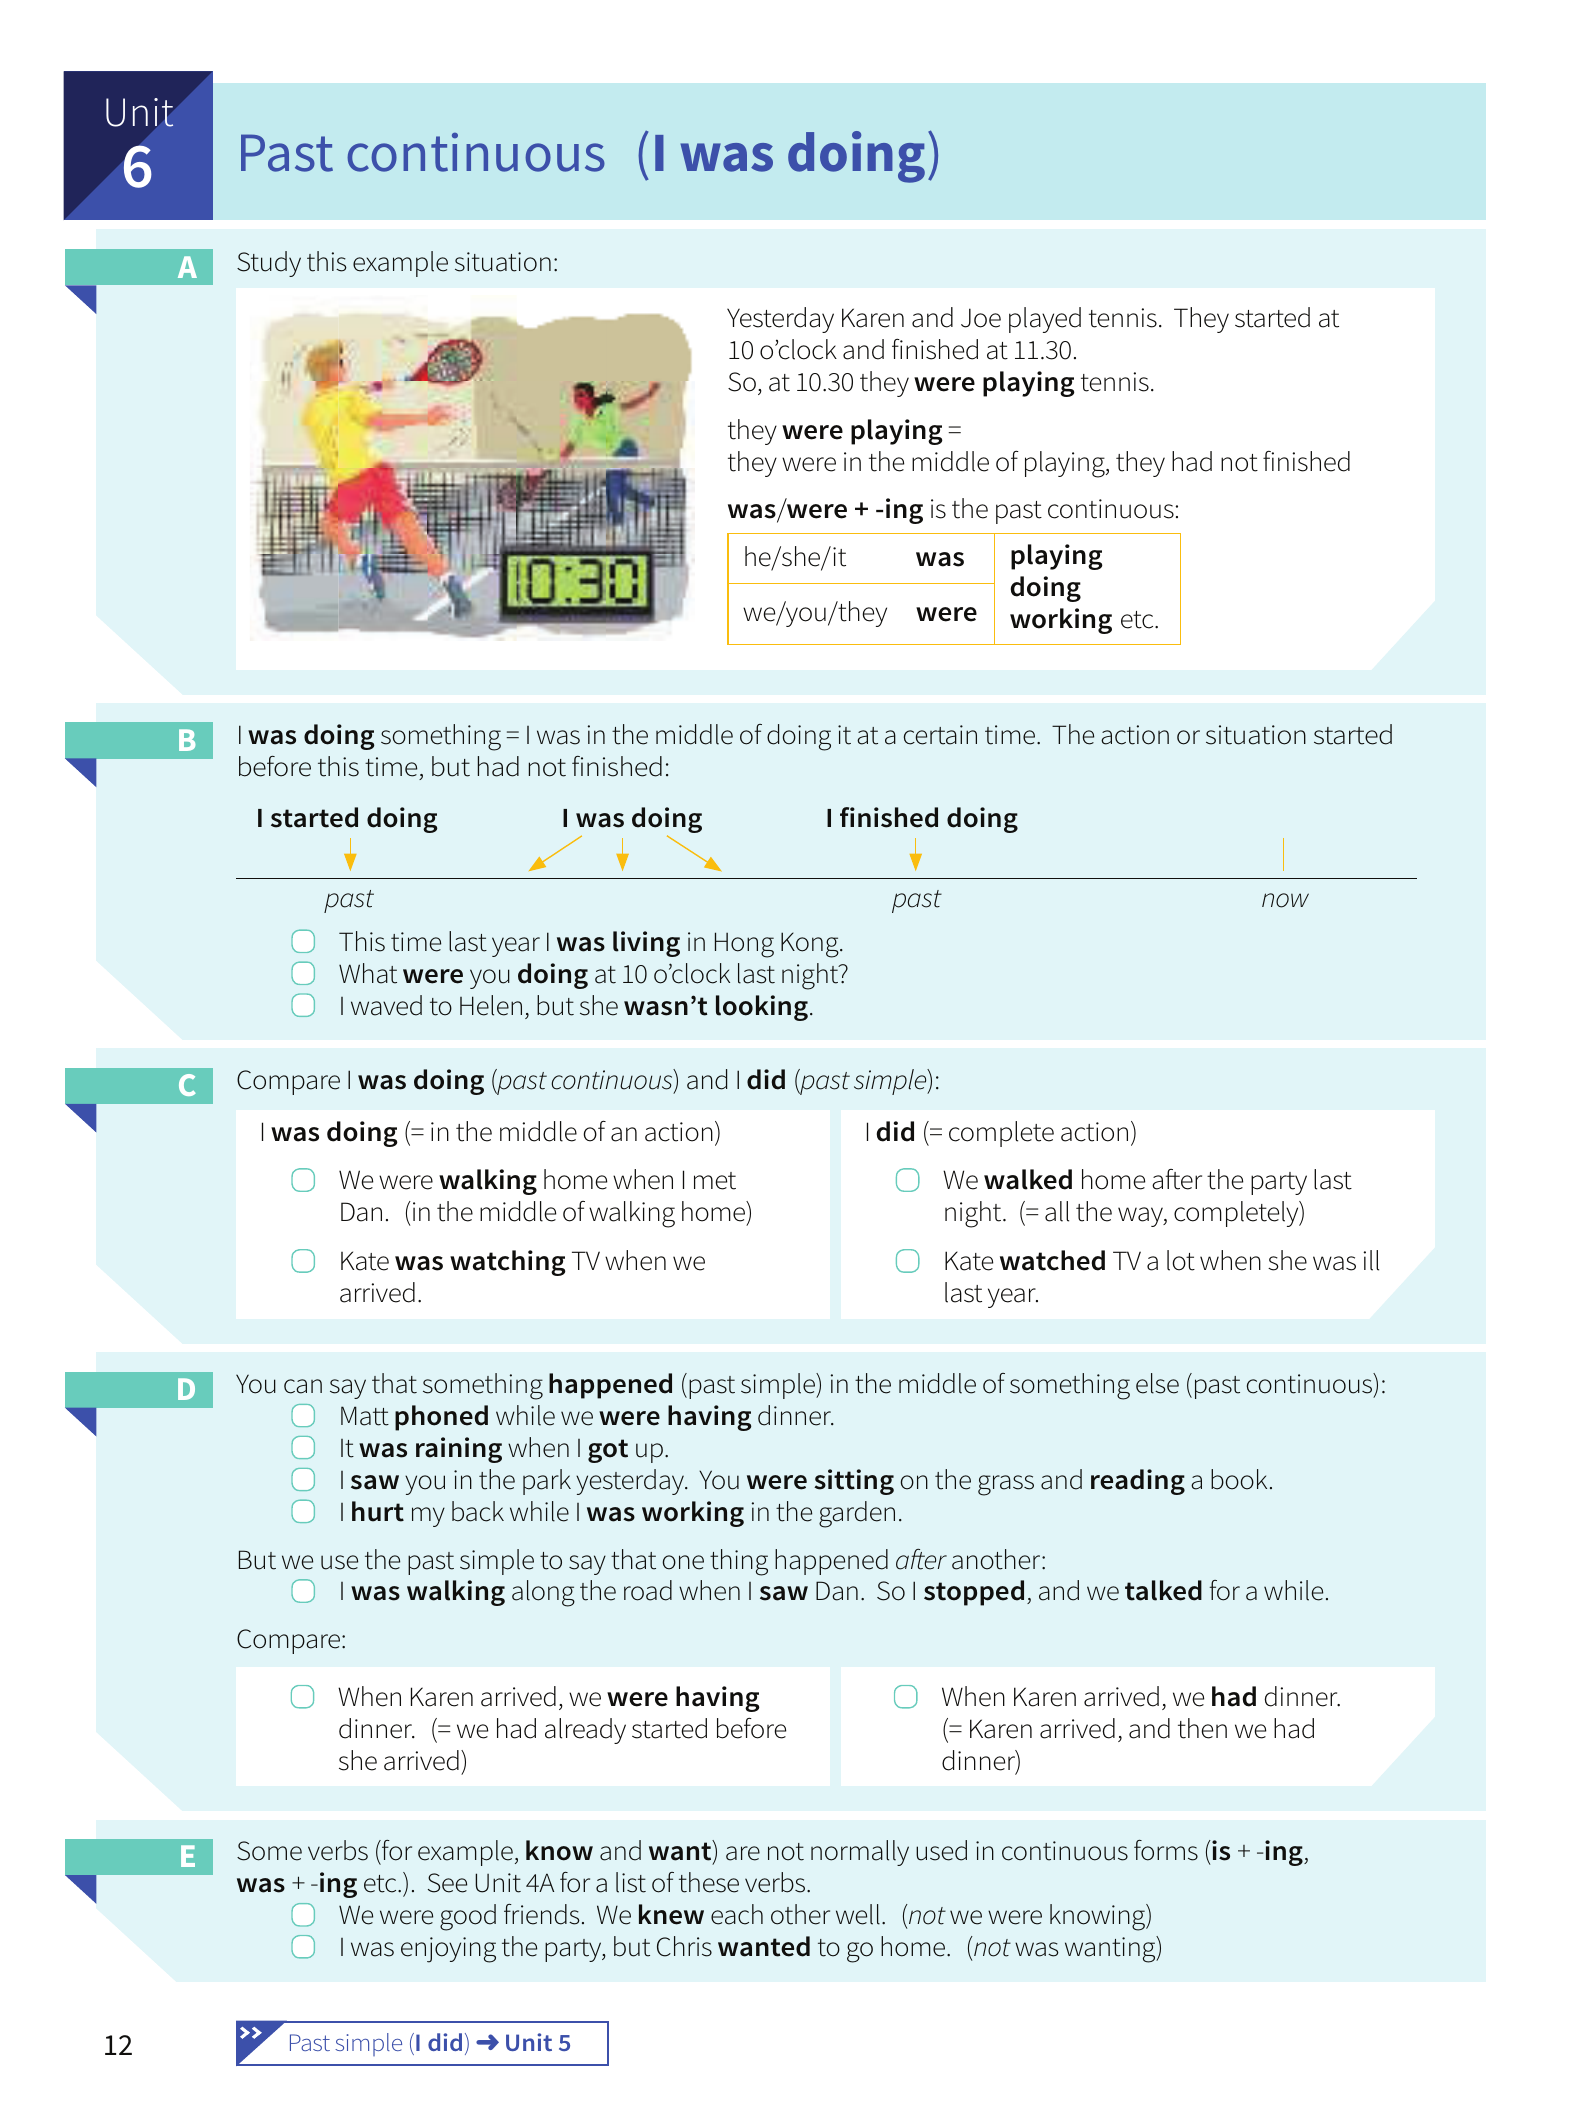 Unit
6
Past continuous (I was doing)
A
Study this example situation:
10:30
Yesterday Karen and Joe played tennis. They started at
10 o’clock and finished at 11.30.
So, at 10.30 they were playing tennis.
they were playing =
they were in the middle of playing, they had not finished
was/were + -ing is the past continuous:
he/she/it was
we/you/they were
playing
doing
working etc.
B
I was doing something = I was in the middle of doing it at a certain time. The action or situation started
before this time, but had not finished:
I started doing I was doing I finished doing
past past now
This time last year I was living in Hong Kong.
What were you doing at 10 o’clock last night?
I waved to Helen, but she wasn’t looking.
C
Compare I was doing (past continuous) and I did (past simple):
I was doing (= in the middle of an action)
We were walking home when I met
Dan. (in the middle of walking home)
Kate was watching TV when we
arrived.
I did (= complete action)
We walked home after the party last
night. (= all the way, completely)
Kate watched TV a lot when she was ill
last year.
D
You can say that something happened (past simple) in the middle of something else (past continuous):
Matt phoned while we were having dinner.
It was raining when I got up.
I saw you in the park yesterday. You were sitting on the grass and reading a book.
I hurt my back while I was working in the garden.
But we use the past simple to say that one thing happened after another:
I was walking along the road when I saw Dan. So I stopped, and we talked for a while.
Compare:
When Karen arrived, we were having
dinner. (= we had already started before
she arrived)
When Karen arrived, we had dinner.
(= Karen arrived, and then we had
dinner)
E
Some verbs (for example, know and want) are not normally used in continuous forms (is + -ing,
was + -ing etc.). See Unit 4A for a list of these verbs.
We were good friends. We knew each other well. (not we were knowing)
I was enjoying the party, but Chris wanted to go home. (not was wanting)
12
Past simple (I did) ➜ Unit 5